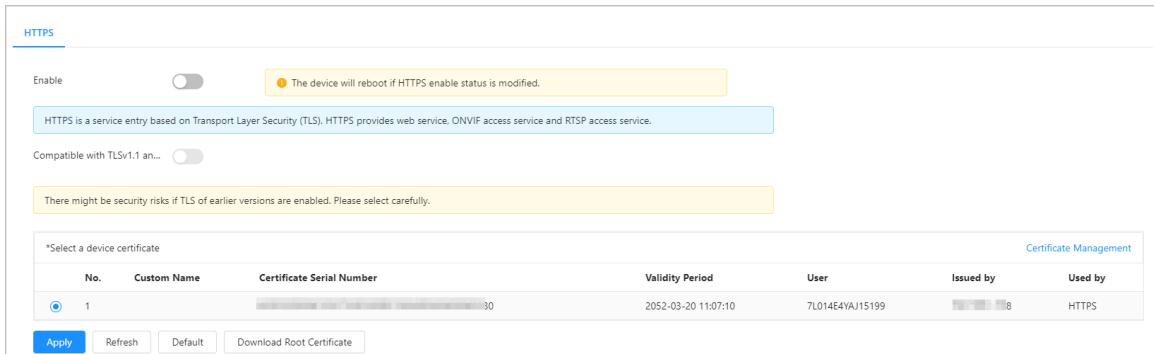 HTTPS
Enable
The device will reboot if HTTPS enable status is modified.
HTTPS is a service entry based on Transport Layer Security (TLS). HTTPS provides web service, ONVIF access service and RTSP access service.
Compatible with TLSv1.1 an...
There might be security risks if TLS of earlier versions are enabled. Please select carefully.
*Select a device certificate Certificate Management
No. Custom Name Certificate Serial Number Validity Period User Issued by Used by
1 2052-03-20 11:07:10 7L014E4YAJ15199 HTTPS
Apply Refresh Default Download Root Certificate